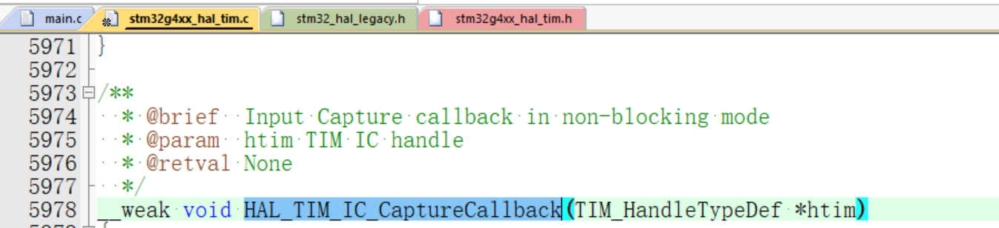 main.c stm32g4xx_hal_tim.c stm32_hal_legacy.h stm32g4xx_hal_tim.h
5971 }
5972
5973 /**
5974 * @brief Input Capture callback in non-blocking mode
5975 * @param htim TIM IC handle
5976 * @retval None
5977 */
5978 __weak void HAL_TIM_IC_CaptureCallback(TIM_HandleTypeDef *htim)